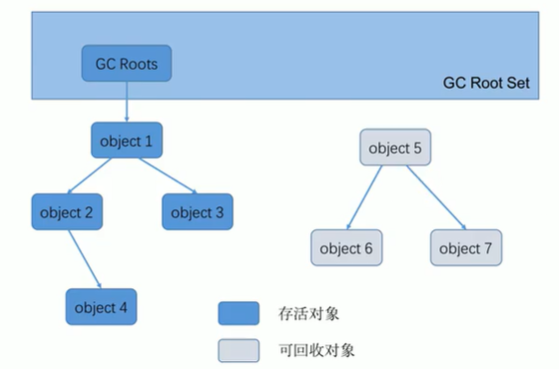 GC Roots
GC Root Set
object 1
object 5
object 2
object 3
object 6
object 7
object 4
存活对象
可回收对象